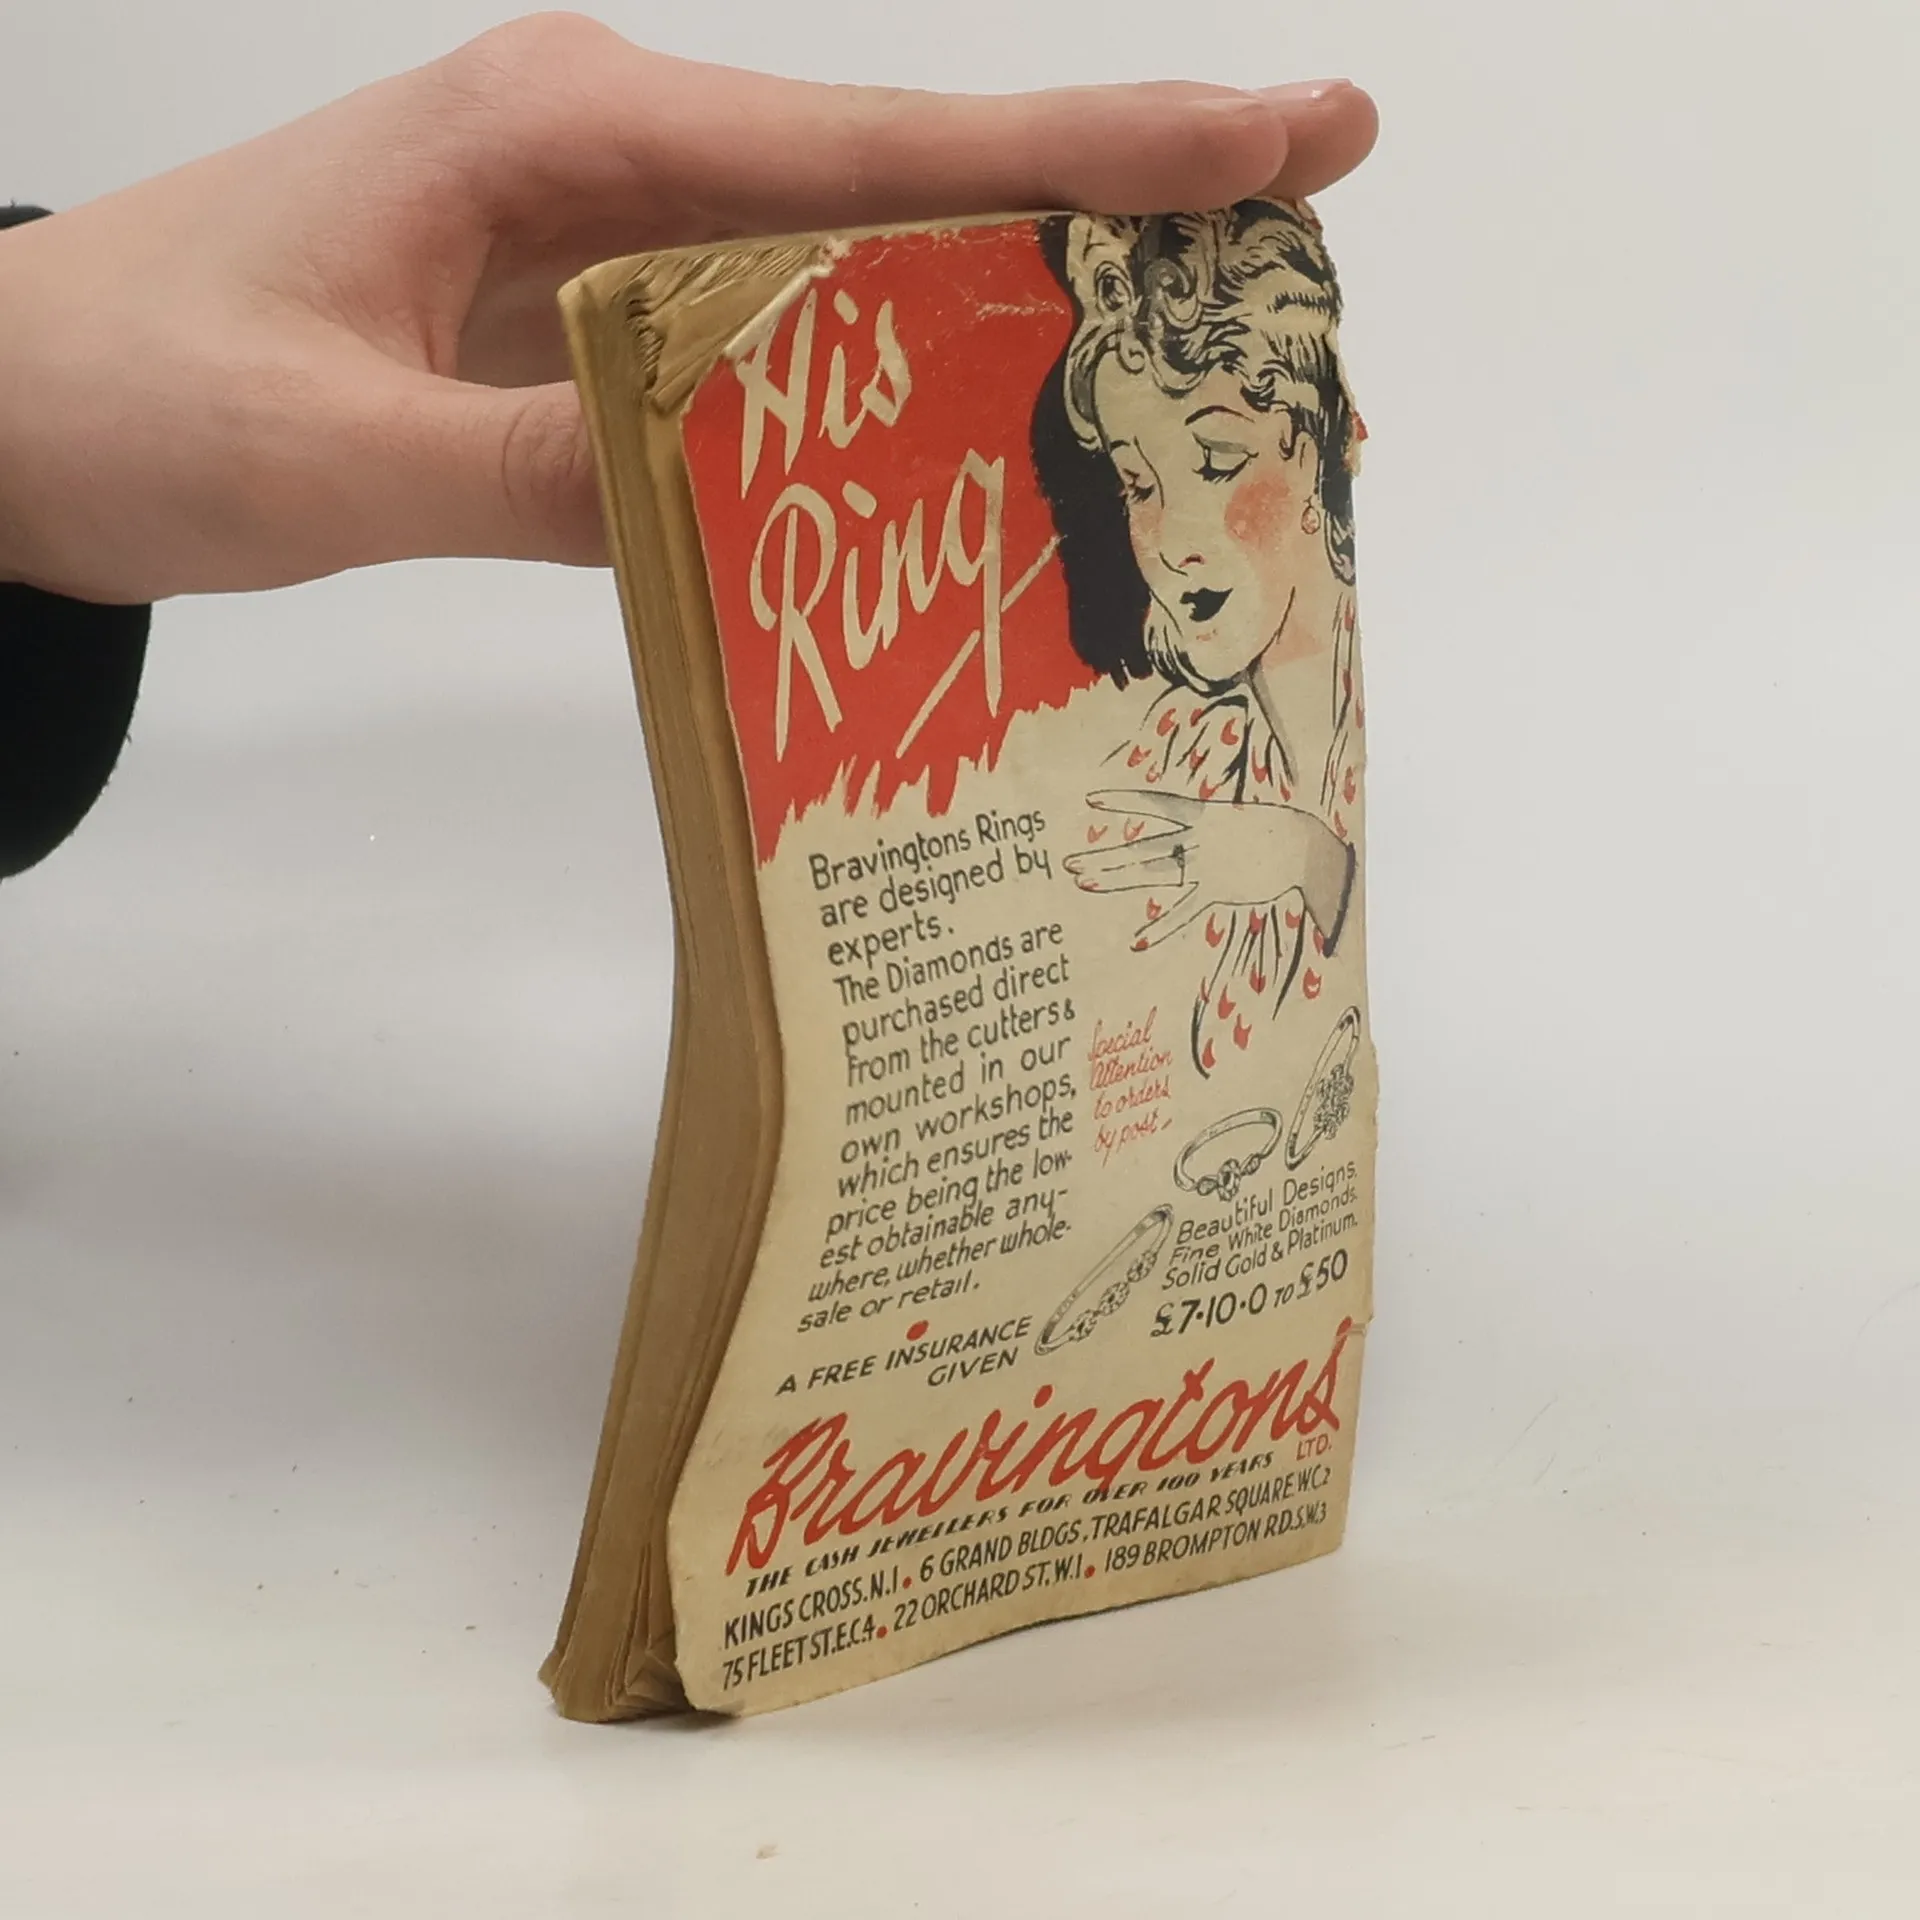 His
Ring
Bravingtons Rings
are designed by
experts.
The Diamonds are
purchased direct
from the cutters &
mounted in our
own workshops,
which ensures the
price being the low-
est obtainable any-
where, whether whole-
sale or retail.
A FREE INSURANCE
GIVEN
Special
Attention
to orders
by post-
Beautiful Designs.
Fine White Diamonds.
Solid Gold & Platinum.
£7·10·0 TO £50
Bravingtons
LTD.
THE CASH JEWELLERS FOR OVER 100 YEARS
KINGS CROSS.N.1 • 6 GRAND BLDGS, TRAFALGAR SQUARE W.C.2
75 FLEET ST.E.C.4 • 22 ORCHARD ST.W.1 • 189 BROMPTON RD.S.W.3